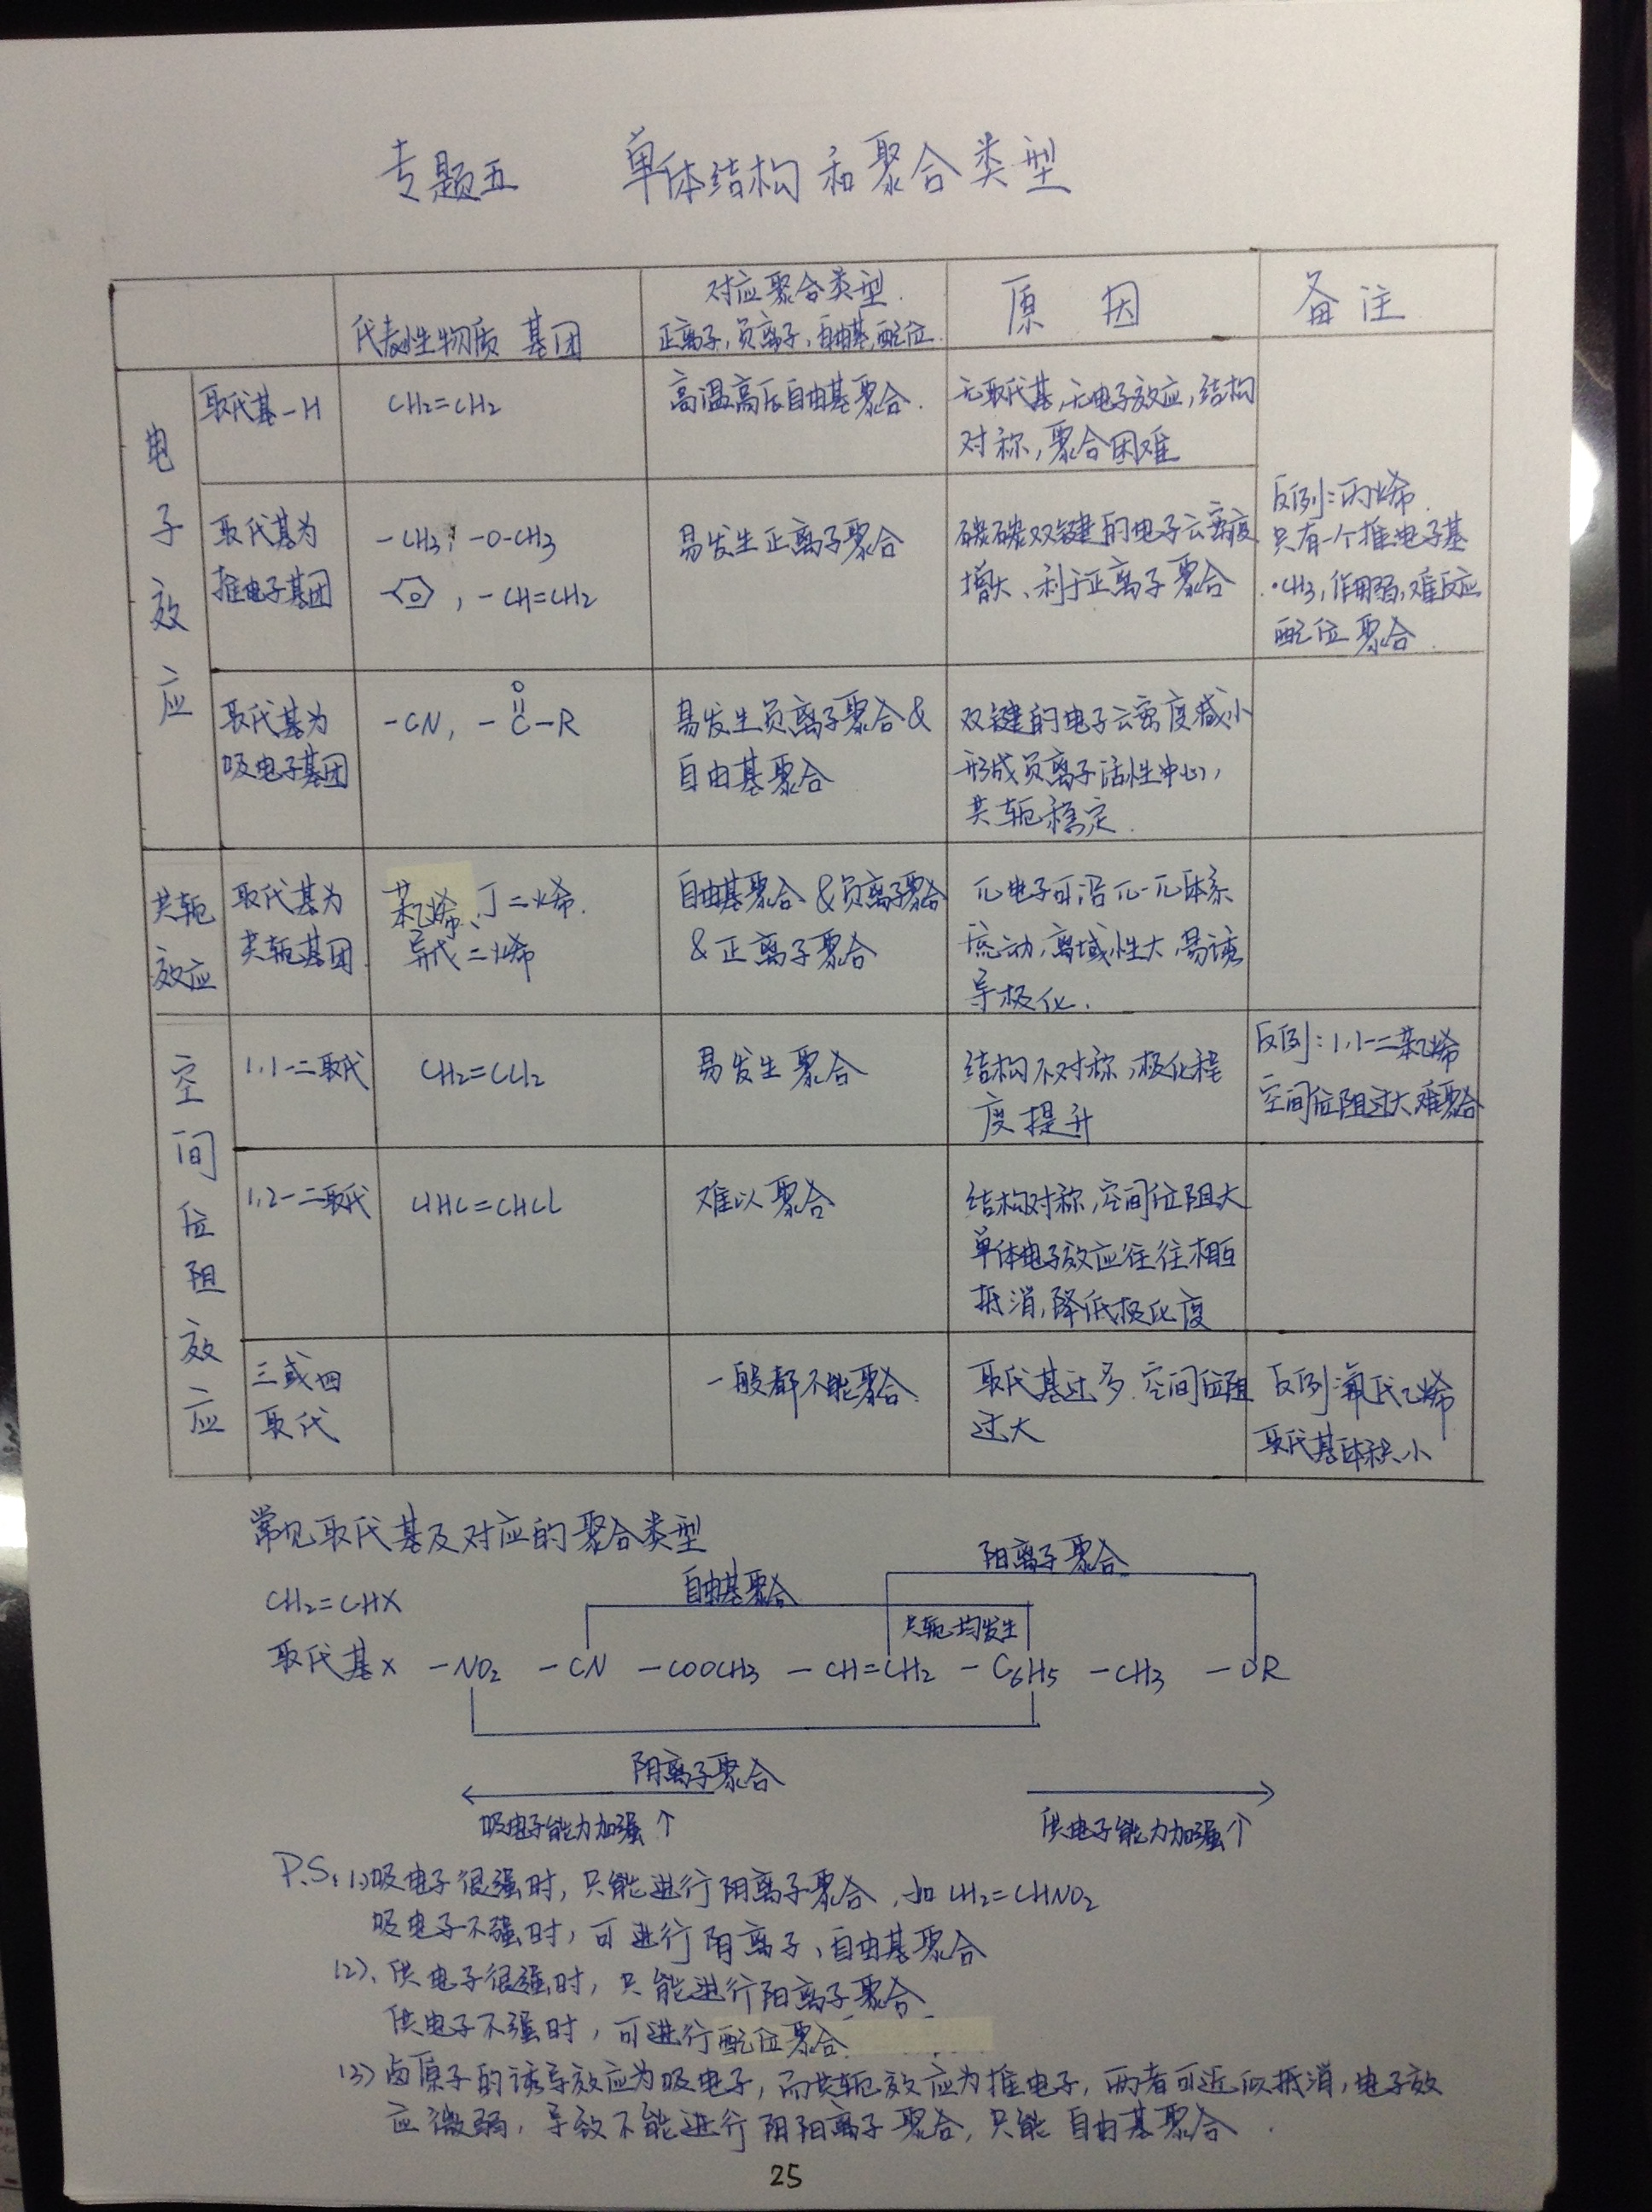 专题五 单体结构和聚合类型
代表性物质 基团
对应聚合类型.
正离子,负离子,自由基,配位.
原 因
备 注
电子效应
取代基-H
CH₂=CH₂
高温高压自由基聚合.
无取代基,无电子效应,结构
对称,聚合困难
取代基为
推电子基团
-CH₃, -O-CH₃
, -CH=CH₂
易发生正离子聚合
碳碳双键的电子云密度
增大、利于正离子聚合
反例:丙烯.
只有一个推电子基
·CH₃,作用弱,难反应
配位聚合.
取代基为
吸电子基团
O
-CN, -C-R
易发生负离子聚合&
自由基聚合
双键的电子云密度减小
形成负离子活性中心,
共轭稳定.
共轭
效应
取代基为
共轭基团
苯乙烯、丁二烯.
异戊二烯
自由基聚合&负离子聚合
&正离子聚合
π电子可沿π-π体系
流动,离域性大,易诱
导极化.
空间位阻效应
1,1-二取代
CH₂=CCl₂
易发生聚合
结构不对称,极化程
度提升
反例:1,1-二苯乙烯
空间位阻过大,难聚合
1,2-二取代
ClHC=CHCl
难以聚合
结构对称,空间位阻大
单体电子效应往往相互
抵消,降低极化度
三或四
取代
一般都不能聚合.
取代基过多.空间位阻
过大
反例:氟代乙烯
取代基体积小
常见取代基及对应的聚合类型
阳离子聚合
自由基聚合
CH₂=CHX
共轭均发生
取代基X -NO₂ -CN -COOCH₃ -CH=CH₂ -C₆H₅ -CH₃ -OR
阴离子聚合
吸电子能力加强↑
供电子能力加强↑
P.S: (1)吸电子很强时,只能进行阴离子聚合,如CH₂=CHNO₂
吸电子不强时,可进行阴离子、自由基聚合
(2)、供电子很强时,只能进行阳离子聚合
供电子不强时,可进行配位聚合
(3) 卤原子的诱导效应为吸电子,而共轭效应为推电子,两者可近似抵消,电子效
应微弱,导致不能进行阴阳离子聚合,只能自由基聚合.
25